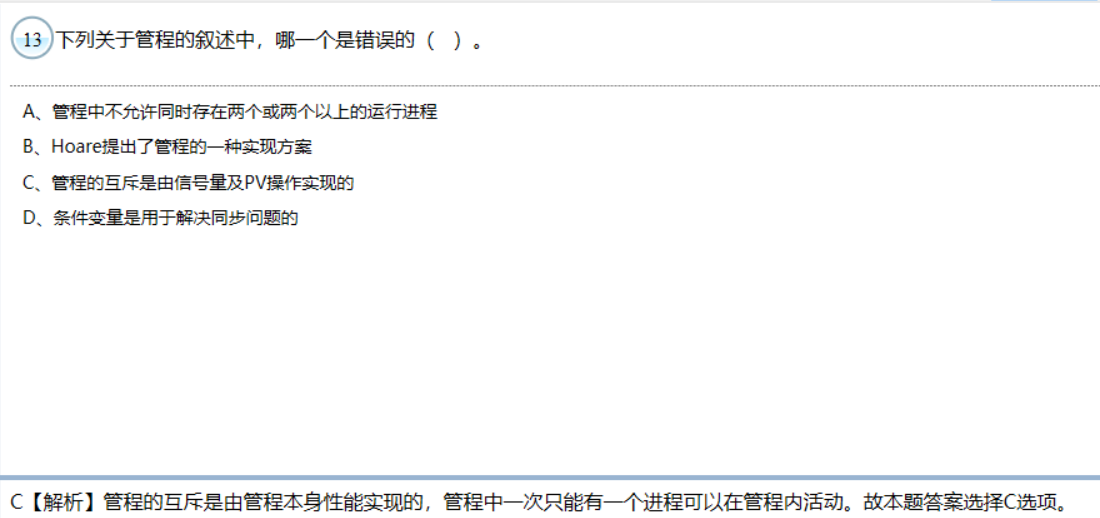 13 下列关于管程的叙述中，哪一个是错误的（　）。
A、管程中不允许同时存在两个或两个以上的运行进程
B、Hoare提出了管程的一种实现方案
C、管程的互斥是由信号量及PV操作实现的
D、条件变量是用于解决同步问题的
C【解析】管程的互斥是由管程本身性能实现的，管程中一次只能有一个进程可以在管程内活动。故本题答案选择C选项。